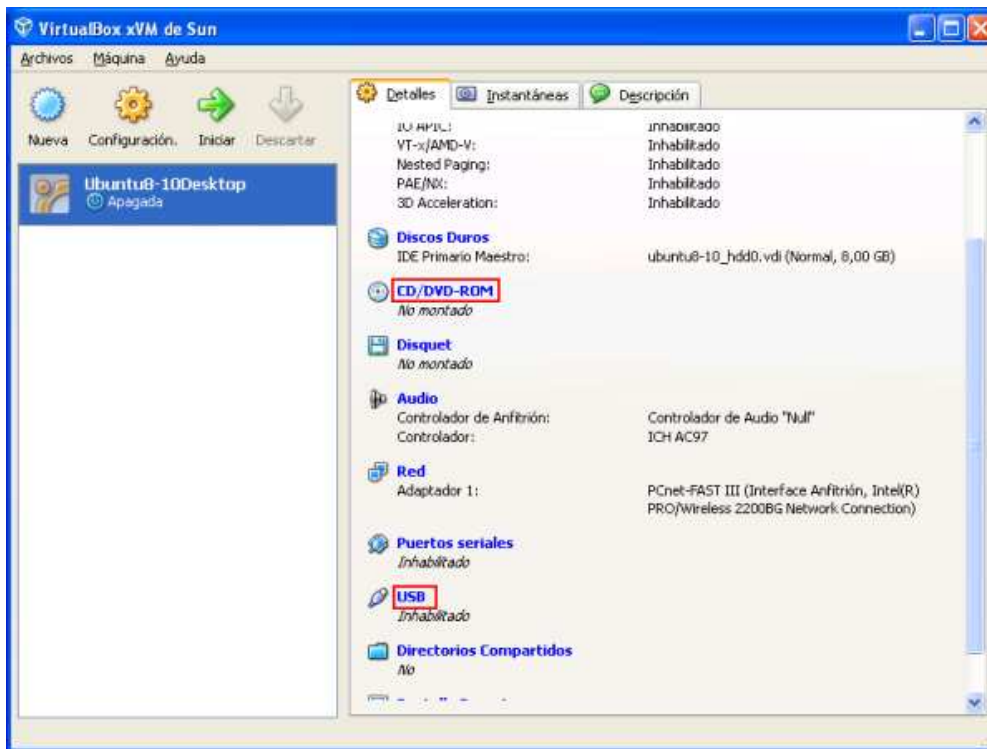 VirtualBox xVM de Sun
Archivos Máquina Ayuda
Nueva Configuración. Iniciar Descartar
Ubuntu8-10Desktop
Apagada
Detalles Instantáneas Descripción
IO APIC: Inhabilitado
VT-x/AMD-V: Inhabilitado
Nested Paging: Inhabilitado
PAE/NX: Inhabilitado
3D Acceleration: Inhabilitado
Discos Duros
IDE Primario Maestro: ubuntu8-10_hdd0.vdi (Normal, 8,00 GB)
CD/DVD-ROM
No montado
Disquet
No montado
Audio
Controlador de Anfitrión: Controlador de Audio "Null"
Controlador: ICH AC97
Red
Adaptador 1: PCnet-FAST III (Interface Anfitrión, Intel(R)
PRO/Wireless 2200BG Network Connection)
Puertos seriales
Inhabilitado
USB
Inhabilitado
Directorios Compartidos
No